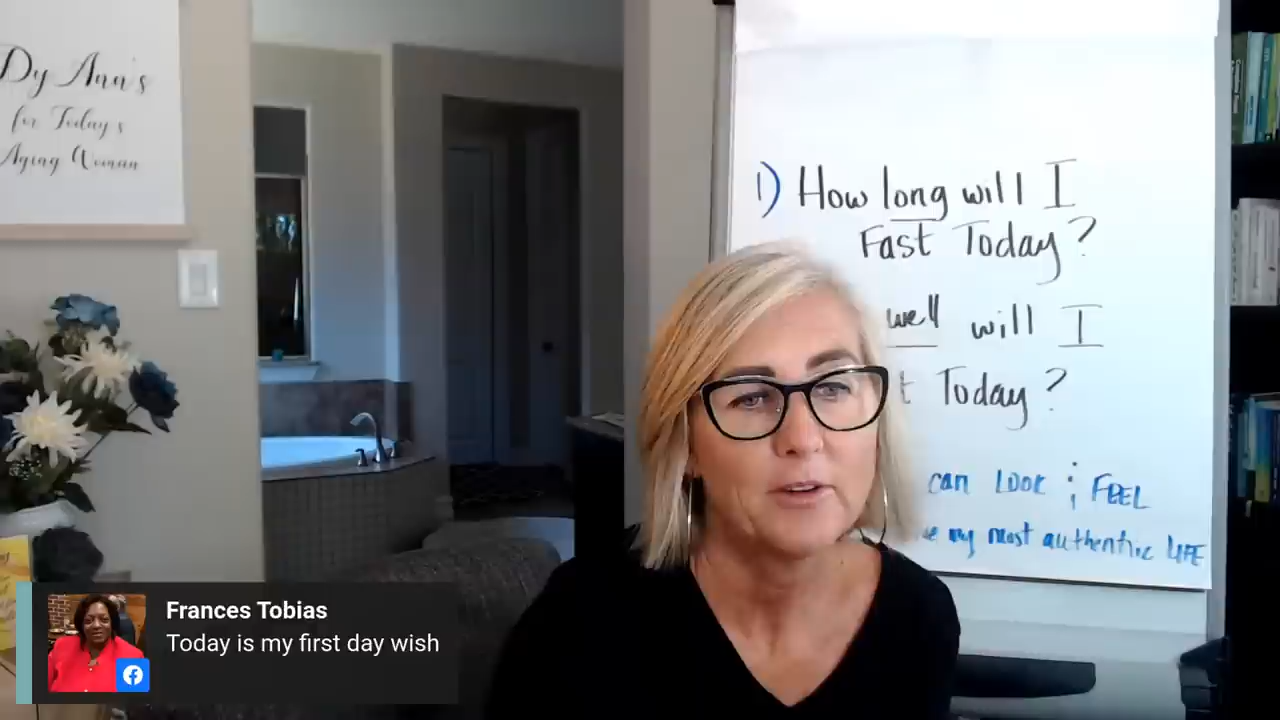 Dy Ann's
for Today's
Aging Woman
1) How long will I
Fast Today?
well will I
t Today?
can LOOK & FEEL
my most authentic LIFE
Frances Tobias
Today is my first day wish